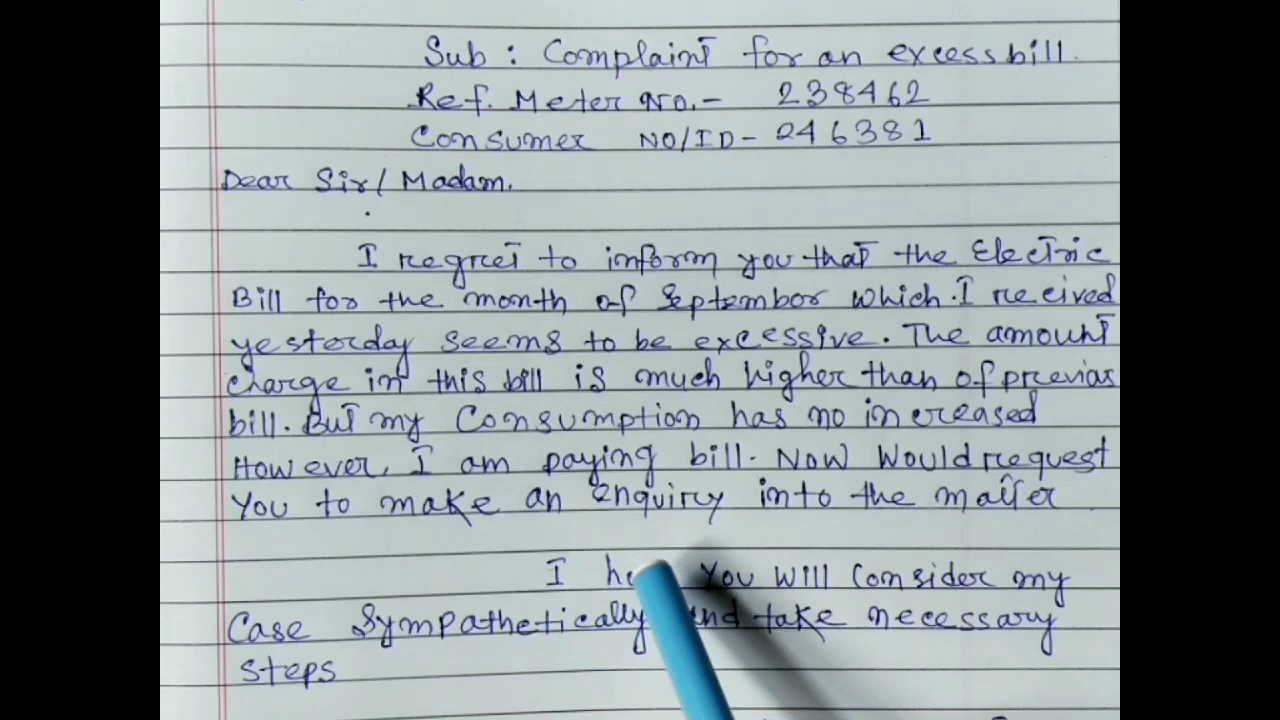 Sub : Complaint for an excess bill.
Ref. Meter No. - 238462
Consumer NO/ID - 246381
Dear Sir/ Madam.
I regret to inform you that the Electric
Bill for the month of September which I received
yesterday seems to be excessive. The amount
charge in this bill is much higher than of previas
bill. But my Consumption has no increased
However, I am paying bill. Now would request
You to make an enquiry into the matter
I You will consider my
Case Sympathetically and take necessary
steps